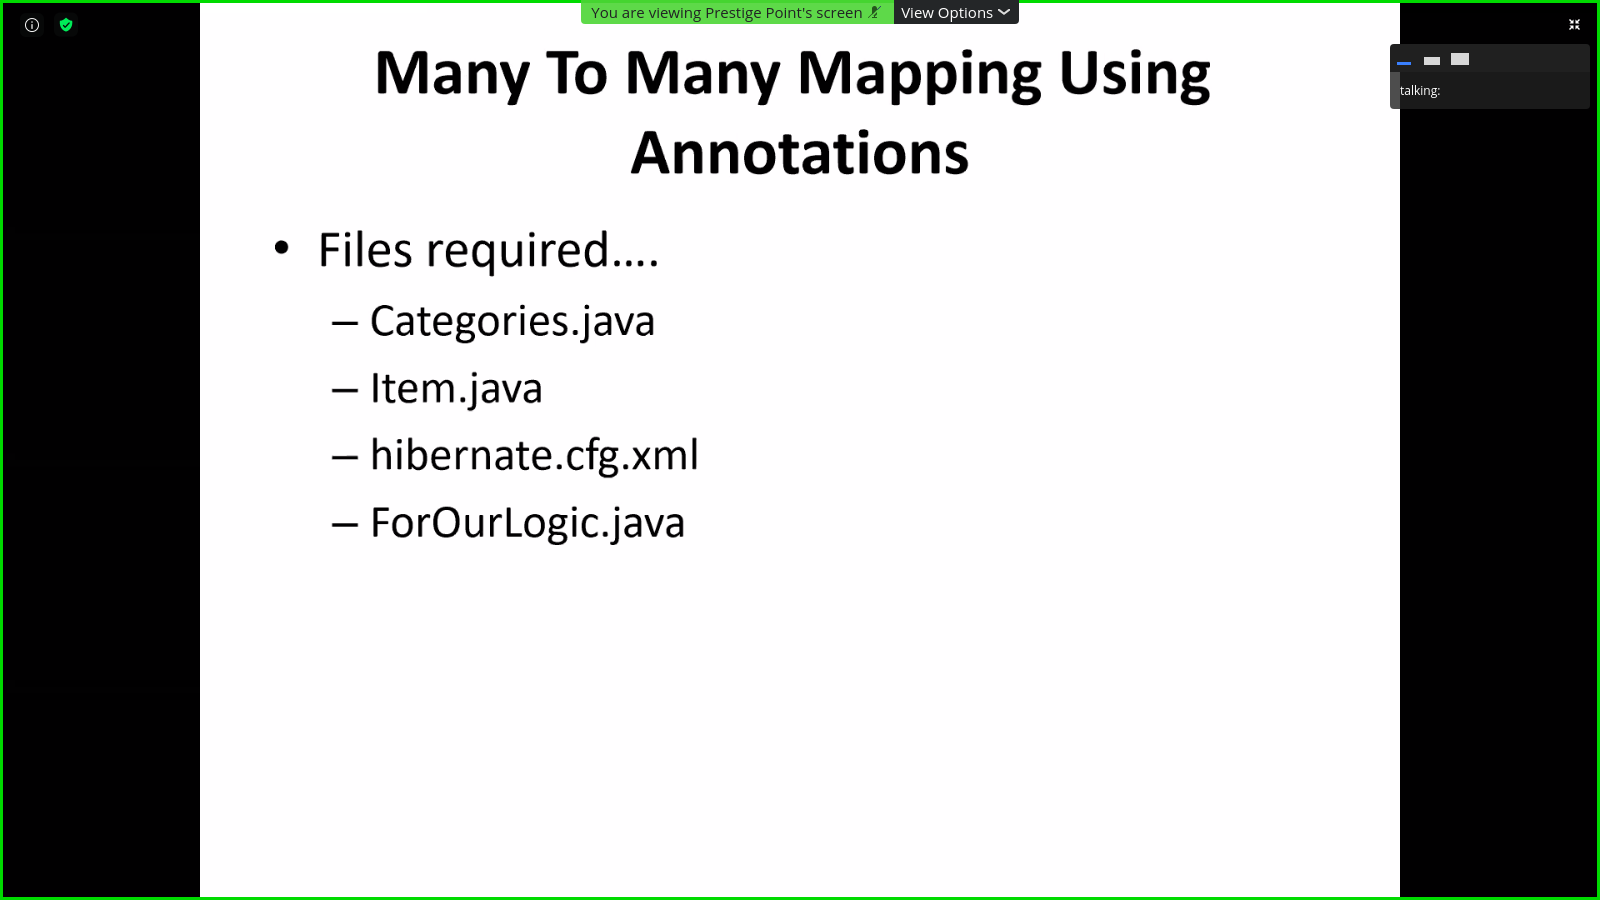 You are viewing Prestige Point's screen View Options
talking:
Many To Many Mapping Using
Annotations
• Files required....
– Categories.java
– Item.java
– hibernate.cfg.xml
– ForOurLogic.java